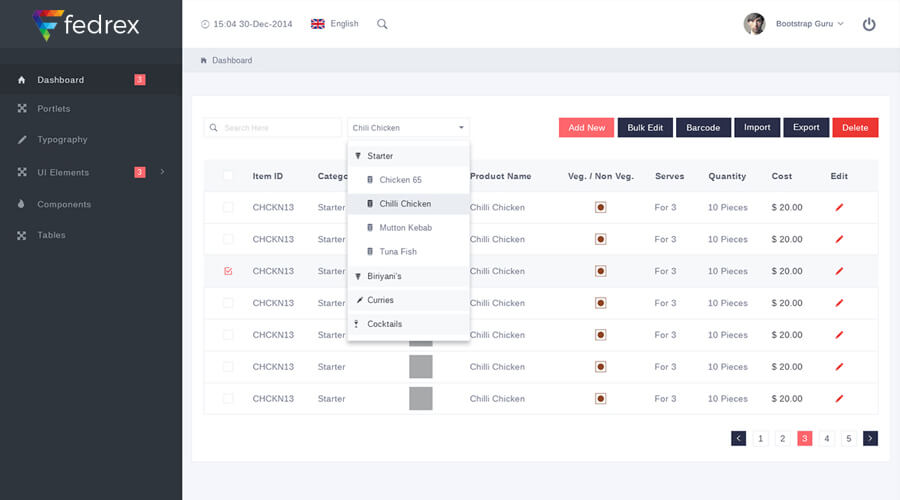 fedrex
15:04 30-Dec-2014 English Bootstrap Guru
Dashboard
Dashboard 3
Portlets
Typography
UI Elements 3
Components
Tables
Search Here Chili Chicken Add New Bulk Edit Barcode Import Export Delete
Starter
Chicken 65
Chilli Chicken
Mutton Kebab
Tuna Fish
Biriyani's
Curries
Cocktails
Item ID Catego Product Name Veg. / Non Veg. Serves Quantity Cost Edit
CHCKN13 Starter Chilli Chicken For 3 10 Pieces $ 20.00
CHCKN13 Starter Chilli Chicken For 3 10 Pieces $ 20.00
CHCKN13 Starter Chilli Chicken For 3 10 Pieces $ 20.00
CHCKN13 Starter Chilli Chicken For 3 10 Pieces $ 20.00
CHCKN13 Starter Chilli Chicken For 3 10 Pieces $ 20.00
CHCKN13 Starter Chilli Chicken For 3 10 Pieces $ 20.00
CHCKN13 Starter Chilli Chicken For 3 10 Pieces $ 20.00
1 2 3 4 5